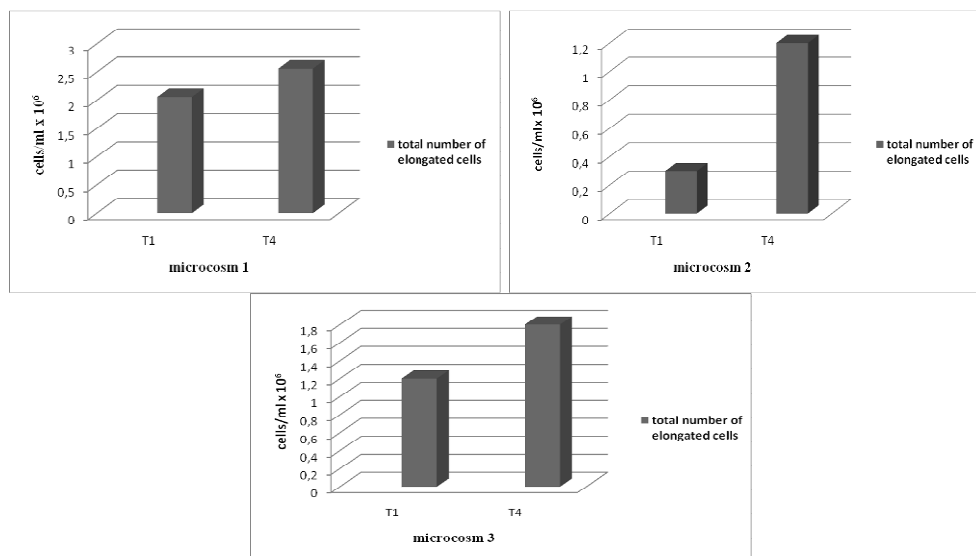 3
2,5
2
1,5
1
0,5
0
cells/ml x 10⁶
T1 T4
microcosm 1
total number of
elongated cells
1,2
1
0,8
0,6
0,4
0,2
0
cells/ml x 10⁶
T1 T4
microcosm 2
total number of
elongated cells
1,8
1,6
1,4
1,2
1
0,8
0,6
0,4
0,2
0
cells/ml x 10⁶
T1 T4
microcosm 3
total number of
elongated cells